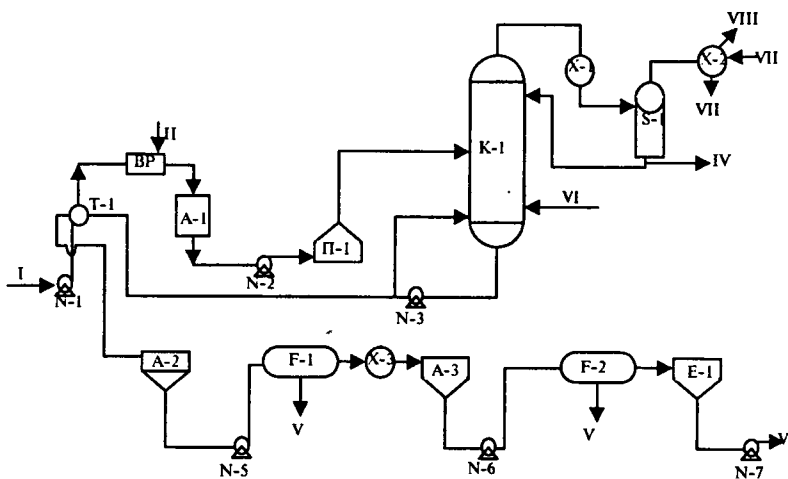 VIII
X-1
X-2
VII
S-1
VII
II
BP
K-1
IV
A-1
T-1
VI
П-1
I
N-2
N-1
N-3
A-2
F-1
X-3
A-3
F-2
E-1
V
V
V
N-5
N-6
N-7